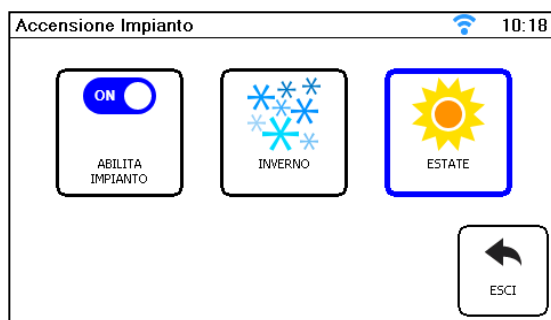 Accensione Impianto 10:18
ON
ABILITA
IMPIANTO
INVERNO
ESTATE
ESCI